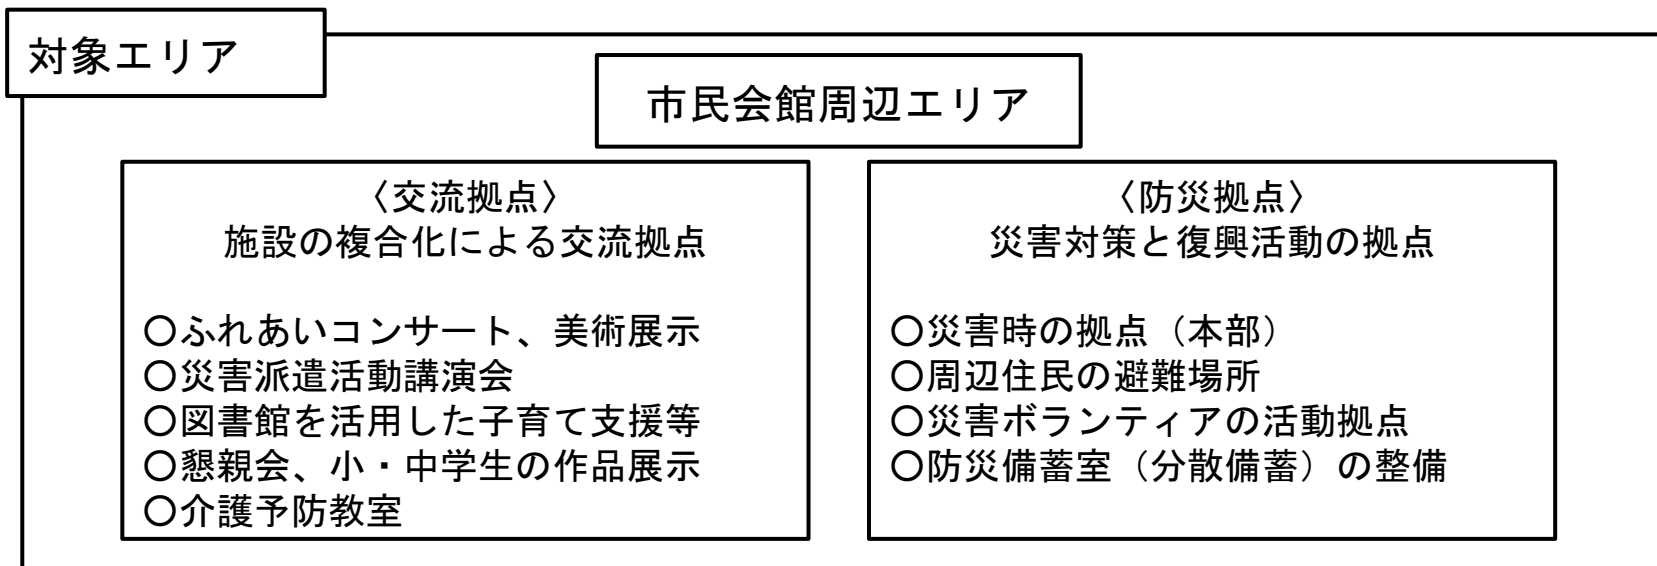 対象エリア
市民会館周辺エリア
〈交流拠点〉
施設の複合化による交流拠点
〇ふれあいコンサート、美術展示
〇災害派遣活動講演会
〇図書館を活用した子育て支援等
〇懇親会、小・中学生の作品展示
〇介護予防教室
〈防災拠点〉
災害対策と復興活動の拠点
〇災害時の拠点（本部）
〇周辺住民の避難場所
〇災害ボランティアの活動拠点
〇防災備蓄室（分散備蓄）の整備